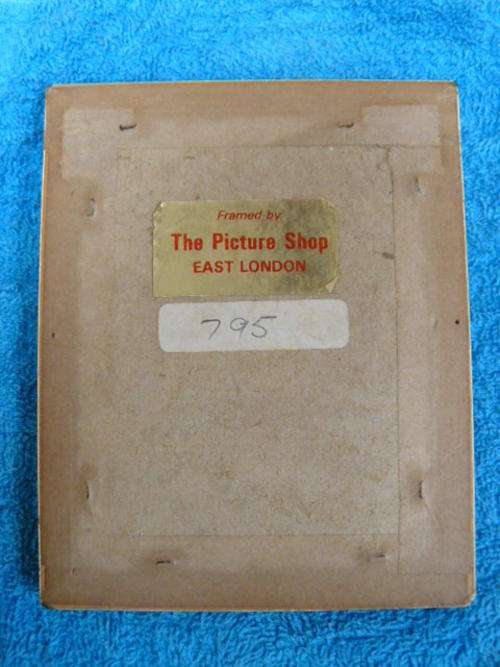 Framed by
The Picture Shop
EAST LONDON
795